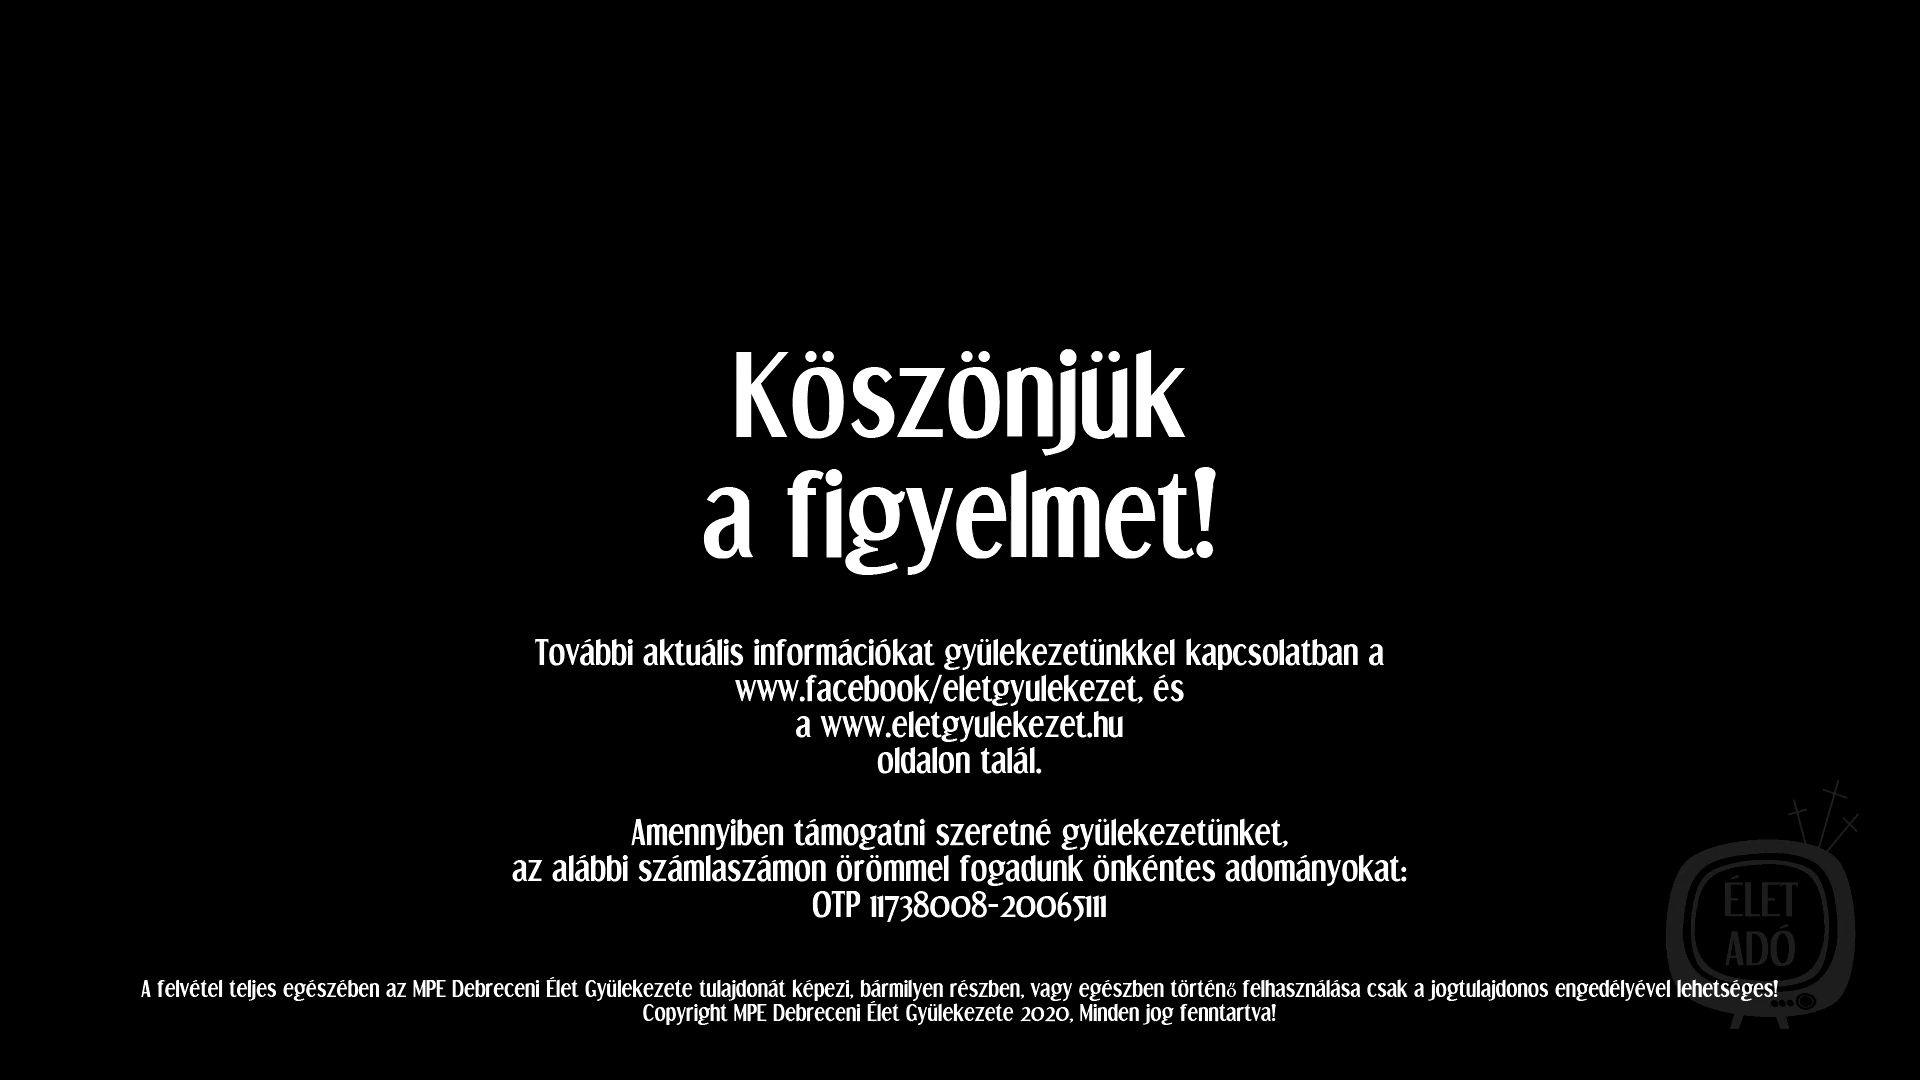 Köszönjük
a figyelmet!
További aktuális információkat gyülekezetünkkel kapcsolatban a
www.facebook/eletgyulekezet, és
a www.eletgyulekezet.hu
oldalon talál.
Amennyiben támogatni szeretné gyülekezetünket,
az alábbi számlaszámon örömmel fogadunk önkéntes adományokat:
OTP 11738008-20065111
ÉLET
ADÓ
A felvétel teljes egészében az MPE Debreceni Élet Gyülekezete tulajdonát képezi, bármilyen részben, vagy egészben történő felhasználása csak a jogtulajdonos engedélyével lehetséges!
Copyright MPE Debreceni Élet Gyülekezete 2020, Minden jog fenntartva!